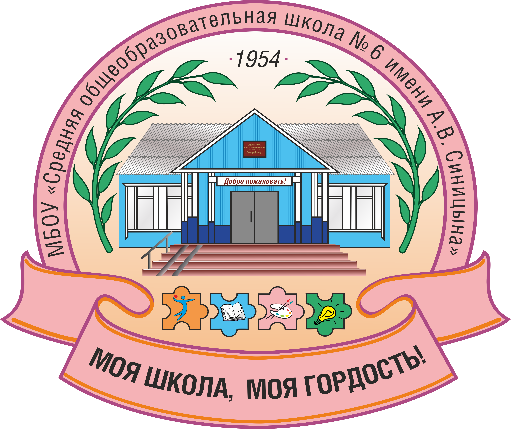 МБОУ «Средняя общеобразовательная школа № 6 имени А.В. Синицына»
·1954·
Добро пожаловать!
МОЯ ШКОЛА, МОЯ ГОРДОСТЬ!